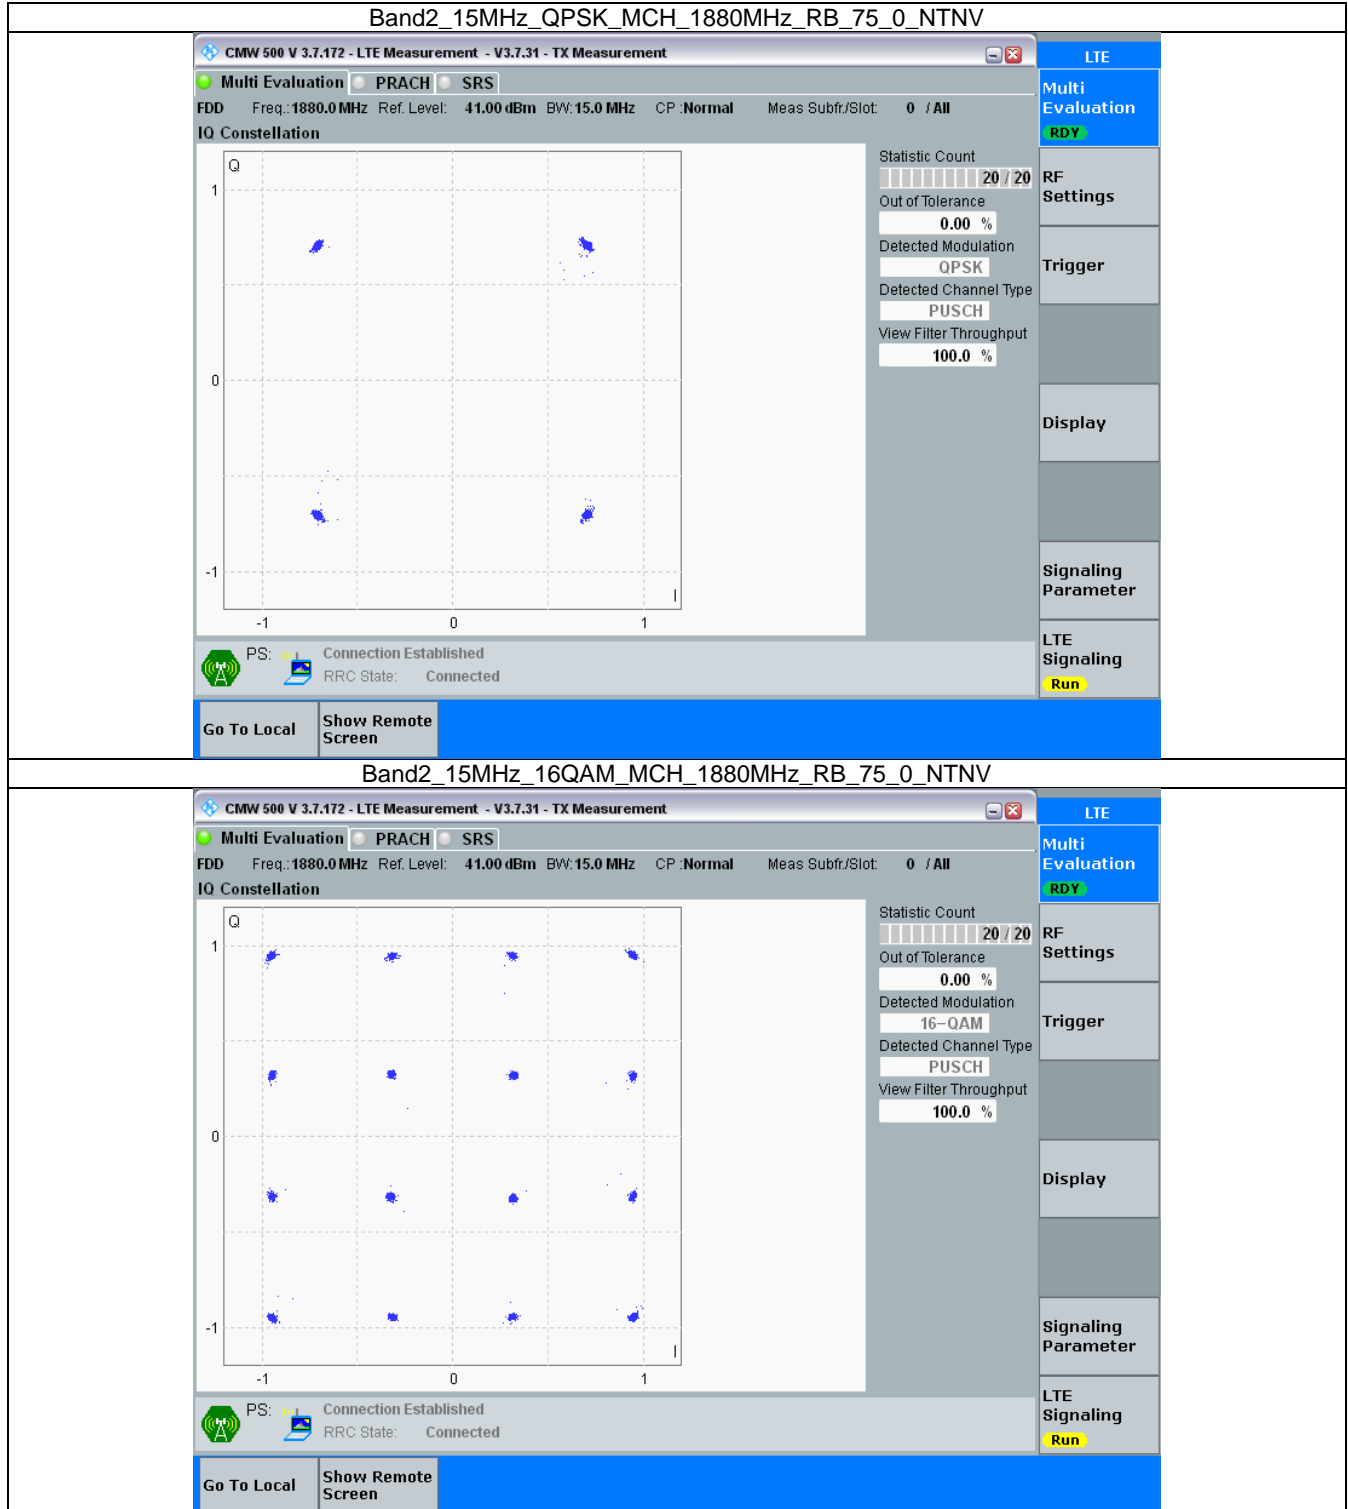 Band2_15MHz_QPSK_MCH_1880MHz_RB_75_0_NTNV
CMW 500 V 3.7.172 - LTE Measurement - V3.7.31 - TX Measurement
LTE
Multi Evaluation PRACH SRS
Multi
Evaluation
RDY
FDD Freq.: 1880.0 MHz Ref. Level: 41.00 dBm BW: 15.0 MHz CP : Normal Meas Subfr./Slot: 0 / All
IQ Constellation
Q
1
0
-1
I
-1 0 1
Statistic Count
20 / 20
Out of Tolerance
0.00 %
Detected Modulation
QPSK
Detected Channel Type
PUSCH
View Filter Throughput
100.0 %
RF
Settings
Trigger
Display
Signaling
Parameter
LTE
Signaling
Run
PS: Connection Established
RRC State: Connected
Go To Local
Show Remote
Screen
Band2_15MHz_16QAM_MCH_1880MHz_RB_75_0_NTNV
CMW 500 V 3.7.172 - LTE Measurement - V3.7.31 - TX Measurement
LTE
Multi Evaluation PRACH SRS
Multi
Evaluation
RDY
FDD Freq.: 1880.0 MHz Ref. Level: 41.00 dBm BW: 15.0 MHz CP : Normal Meas Subfr./Slot: 0 / All
IQ Constellation
Q
1
0
-1
I
-1 0 1
Statistic Count
20 / 20
Out of Tolerance
0.00 %
Detected Modulation
16-QAM
Detected Channel Type
PUSCH
View Filter Throughput
100.0 %
RF
Settings
Trigger
Display
Signaling
Parameter
LTE
Signaling
Run
PS: Connection Established
RRC State: Connected
Go To Local
Show Remote
Screen